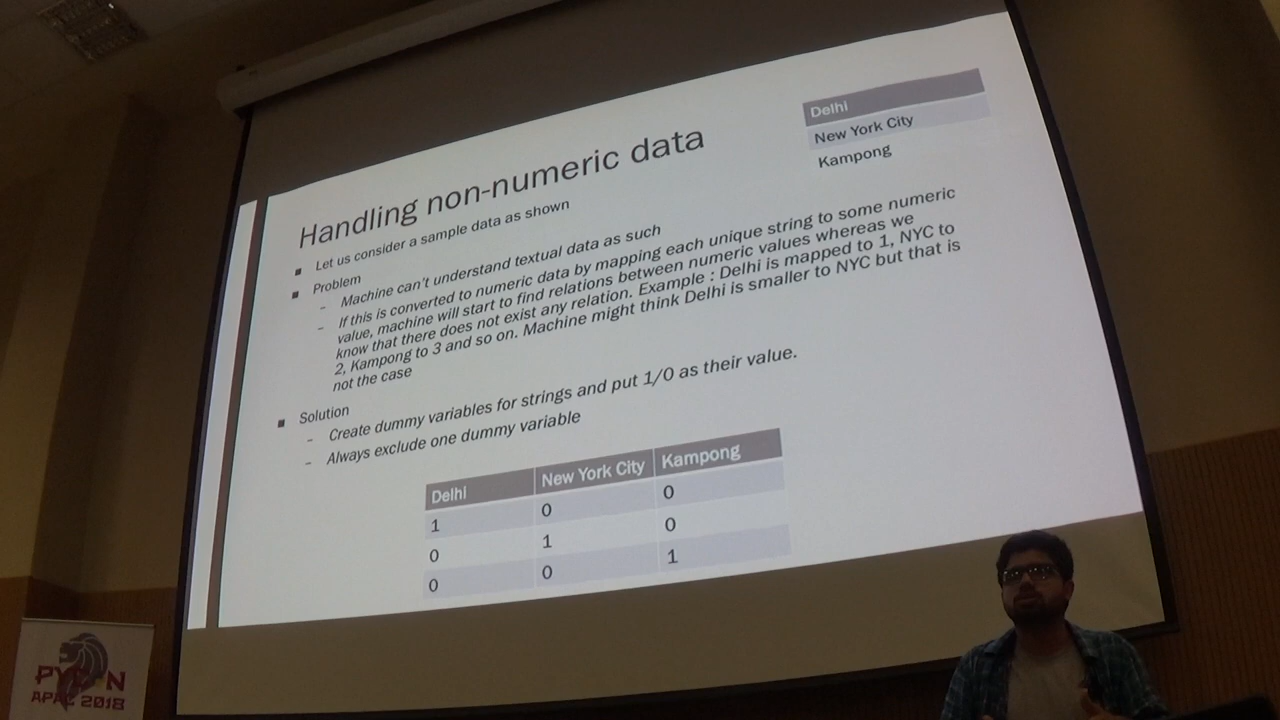 Handling non-numeric data
Delhi
New York City
Kampong
▪ Let us consider a sample data as shown
▪ Problem
– Machine can't understand textual data as such
– If this is converted to numeric data by mapping each unique string to some numeric
value, machine will start to find relations between numeric values whereas we
know that there does not exist any relation. Example : Delhi is mapped to 1, NYC to
2, Kampong to 3 and so on. Machine might think Delhi is smaller to NYC but that is
not the case
▪ Solution
– Create dummy variables for strings and put 1/0 as their value.
– Always exclude one dummy variable
Delhi New York City Kampong
1 0 0
0 1 0
0 0 1
PYCON
APAC 2018